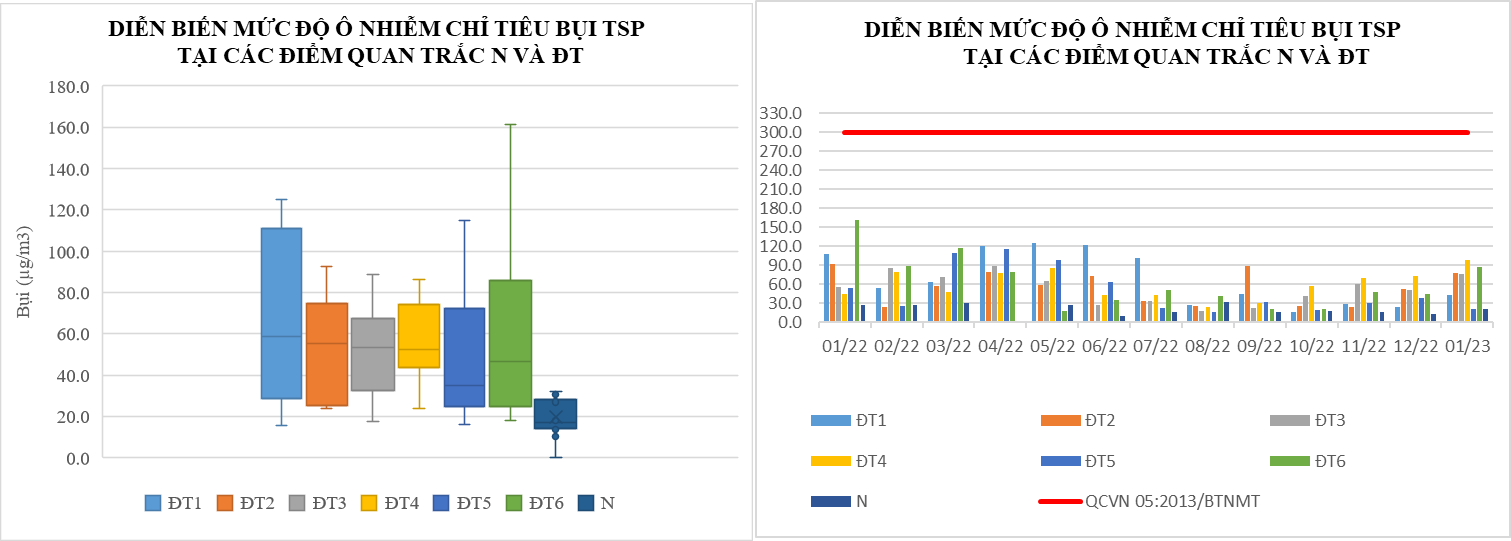 DIỄN BIẾN MỨC ĐỘ Ô NHIỄM CHỈ TIÊU BỤI TSP
TẠI CÁC ĐIỂM QUAN TRẮC N VÀ ĐT
180.0
160.0
140.0
120.0
100.0
80.0
60.0
40.0
20.0
0.0
Bụi (µg/m3)
ĐT1 ĐT2 ĐT3 ĐT4 ĐT5 ĐT6 N
DIỄN BIẾN MỨC ĐỘ Ô NHIỄM CHỈ TIÊU BỤI TSP
TẠI CÁC ĐIỂM QUAN TRẮC N VÀ ĐT
330.0
300.0
270.0
240.0
210.0
180.0
150.0
120.0
90.0
60.0
30.0
0.0
01/22 02/22 03/22 04/22 05/22 06/22 07/22 08/22 09/22 10/22 11/22 12/22 01/23
ĐT1 ĐT2 ĐT3
ĐT4 ĐT5 ĐT6
N QCVN 05:2013/BTNMT